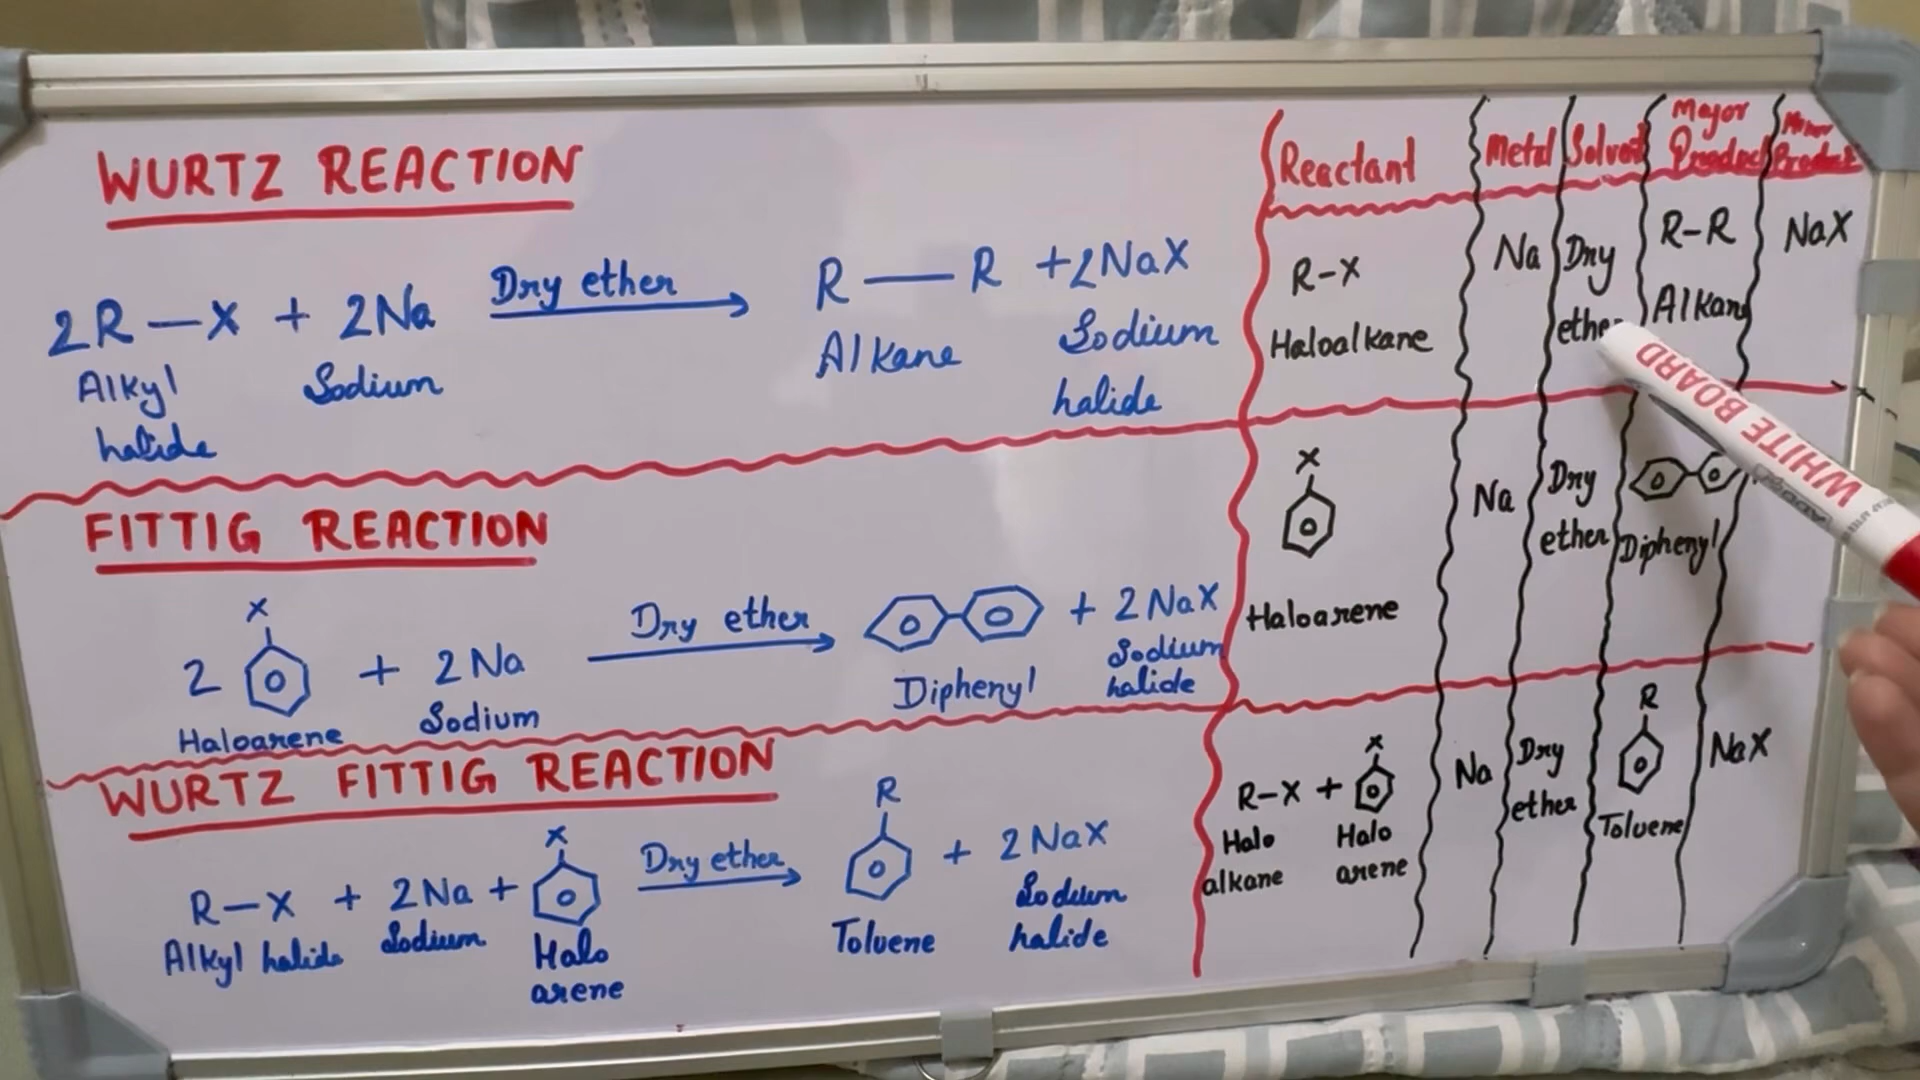 WURTZ REACTION
2R—X + 2Na Dry ether R—R + 2NaX
Alkyl halide Sodium Alkane Sodium halide
FITTIG REACTION
X
2 + 2Na Dry ether + 2NaX
Haloarene Sodium Diphenyl Sodium halide
WURTZ FITTIG REACTION
X R
R—X + 2Na + Dry ether + 2NaX
Alkyl halide Sodium Halo arene Toluene Sodium halide
Reactant Metal Solvent Major Product Minor Product
R-X Na Dry R-R NaX
Haloalkane ether Alkane
X
Na Dry
ether Diphenyl
Haloarene
X R
R-X + Na Dry NaX
Halo Halo ether Toluene
alkane arene
WHITE BOARD